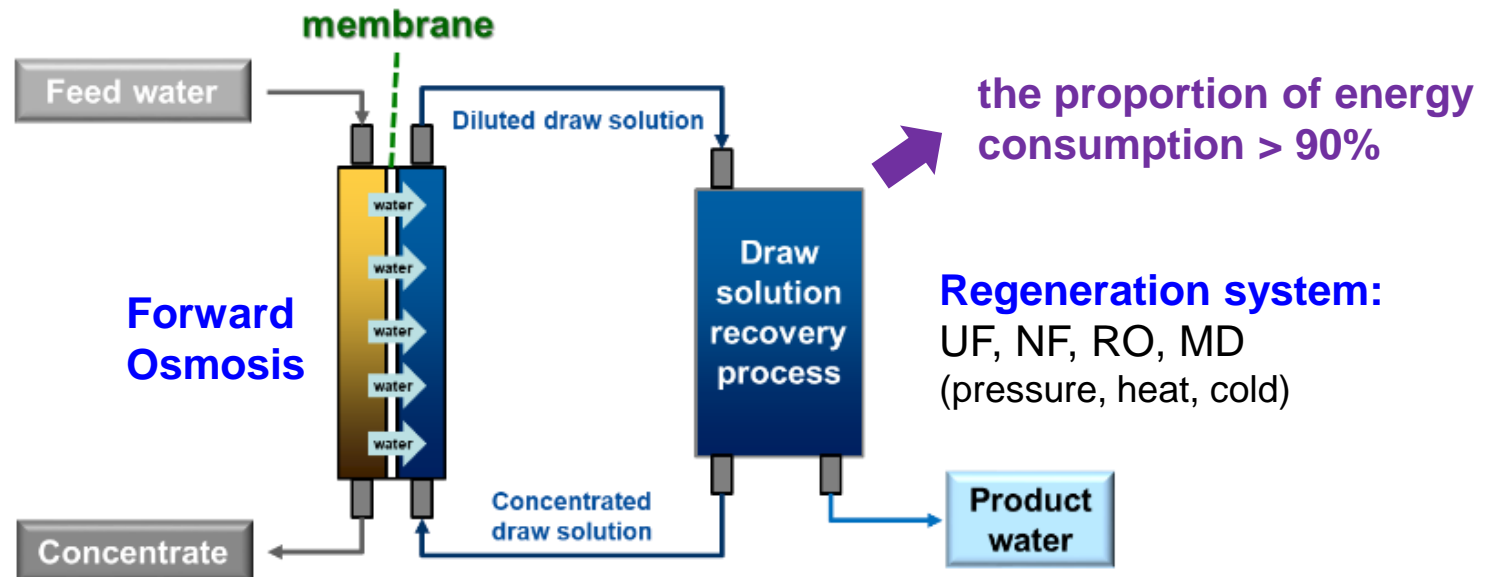 membrane
Feed water
Diluted draw solution
the proportion of energy
consumption > 90%
water
water
water
water
water
Forward
Osmosis
Draw
solution
recovery
process
Regeneration system:
UF, NF, RO, MD
(pressure, heat, cold)
Concentrated
draw solution
Concentrate
Product
water